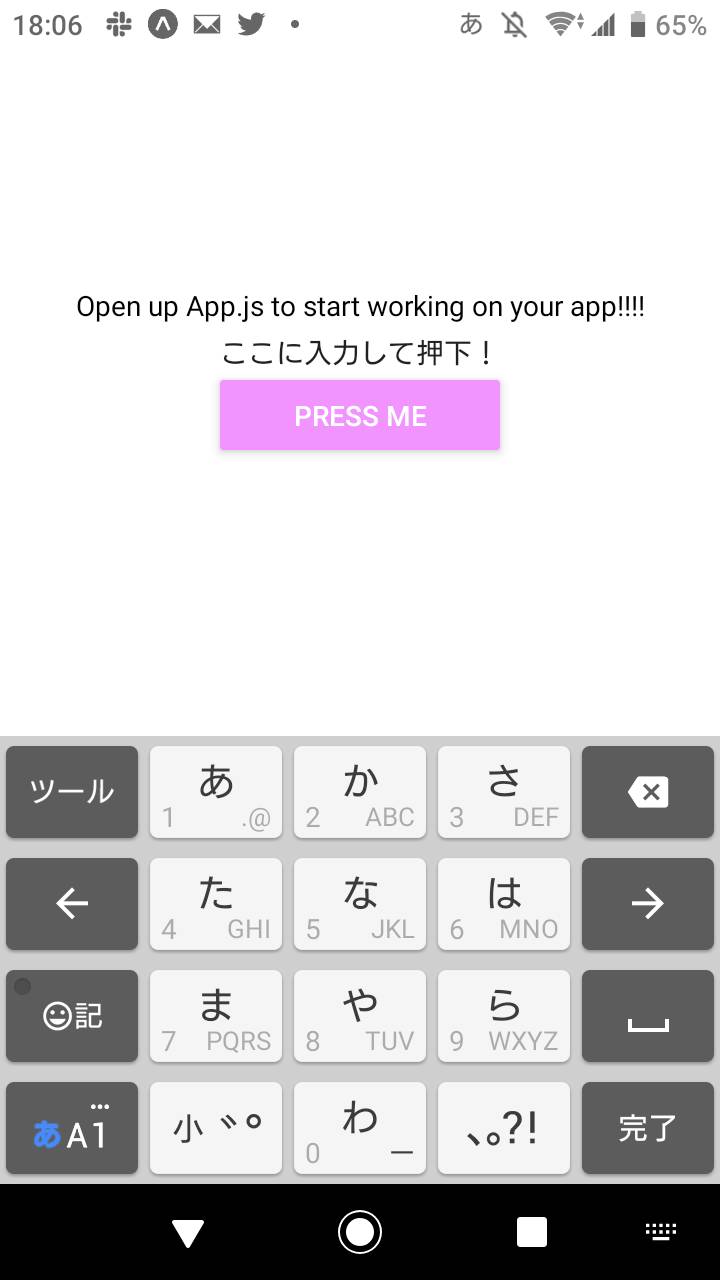 18:06 あ 65%
Open up App.js to start working on your app!!!!
ここに入力して押下！
PRESS ME
ツール あ 1 .@ か 2 ABC さ 3 DEF
た 4 GHI な 5 JKL は 6 MNO
記 ま 7 PQRS や 8 TUV ら 9 WXYZ
あA1 小゛゜ わ 0 ー 、。?! 完了